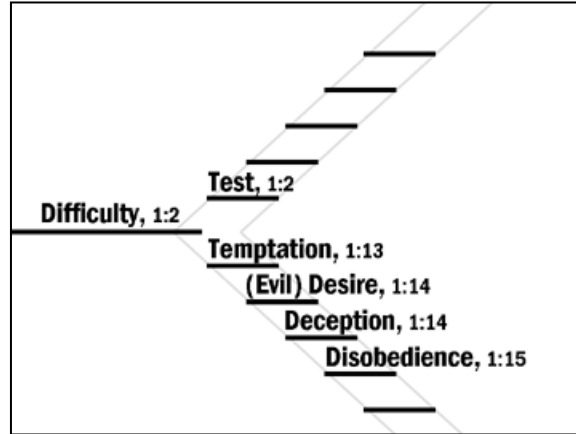 Test, 1:2
Difficulty, 1:2
Temptation, 1:13
(Evil) Desire, 1:14
Deception, 1:14
Disobedience, 1:15